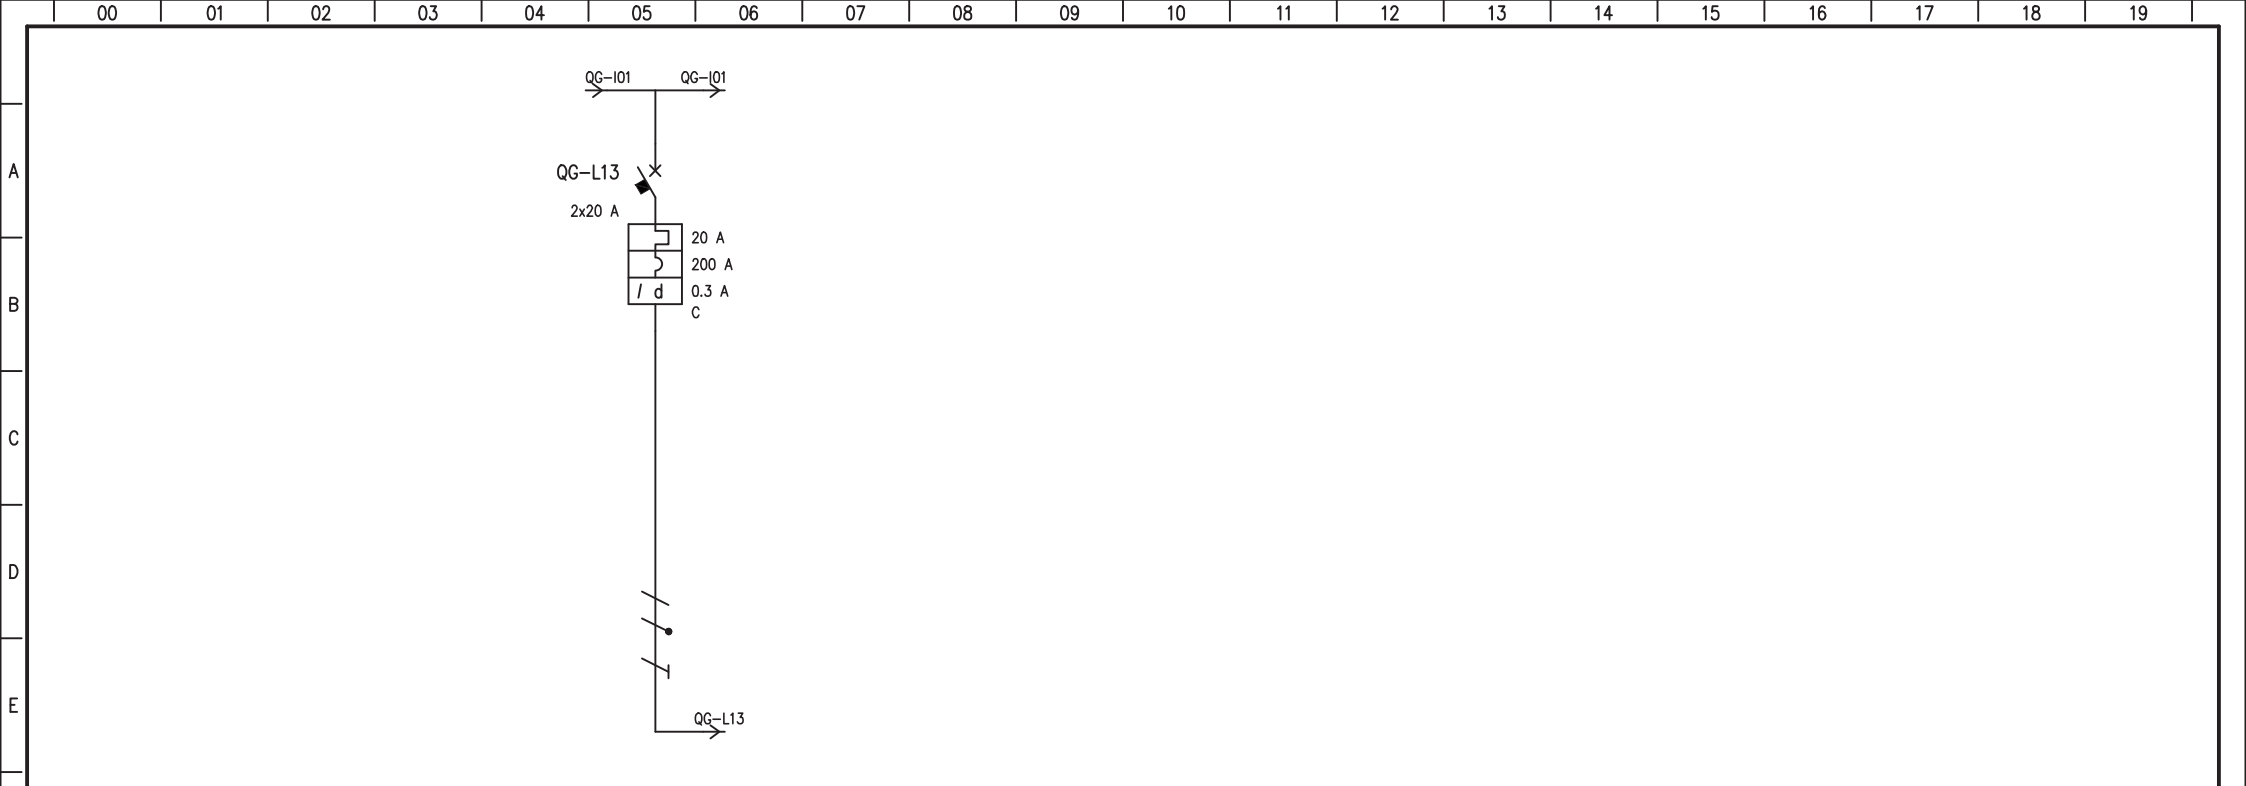 00 01 02 03 04 05 06 07 08 09 10 11 12 13 14 15 16 17 18 19
QG-I01 QG-I01
A
QG-L13
2x20 A
20 A
200 A
B
I d 0.3 A
C
C
D
E
QG-L13